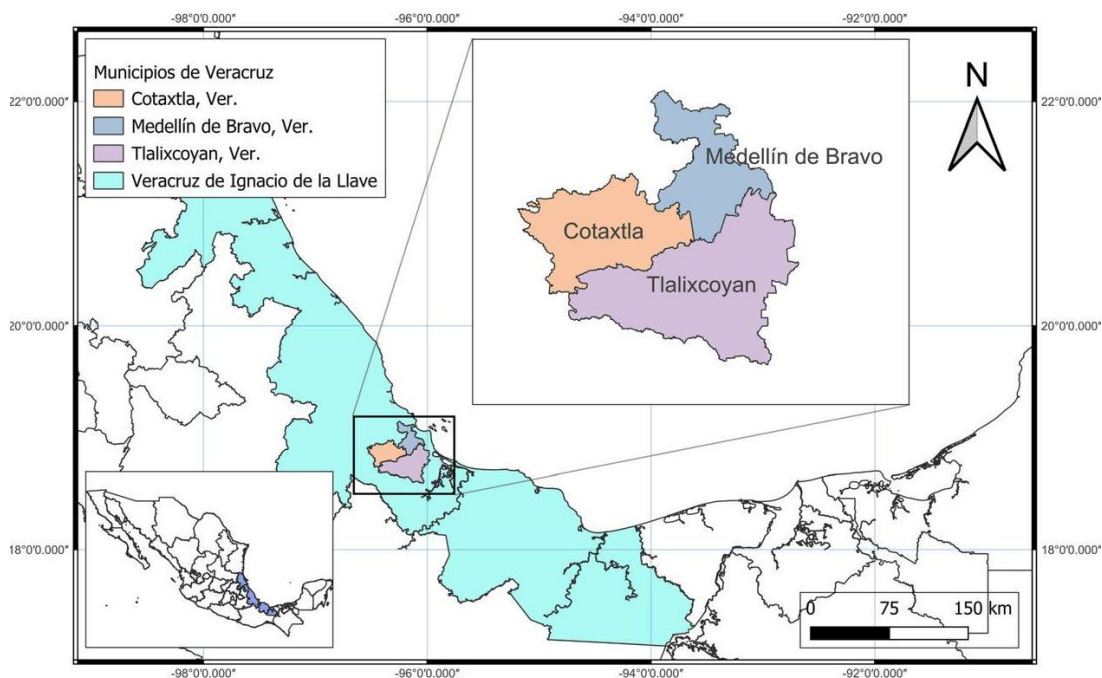 -98°0'0.000″ -96°0'0.000″ -94°0'0.000″ -92°0'0.000″
Municipios de Veracruz
Cotaxtla, Ver.
Medellín de Bravo, Ver.
Tlalixcoyan, Ver.
Veracruz de Ignacio de la Llave
N
22°0'0.000″ 22°0'0.000″
Medellín de Bravo
Cotaxtla
Tlalixcoyan
20°0'0.000″ 20°0'0.000″
18°0'0.000″ 18°0'0.000″
0 75 150 km
-98°0'0.000″ -96°0'0.000″ -94°0'0.000″ -92°0'0.000″